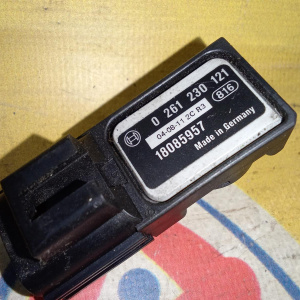 0 261 230 121
04-08-11 2C R3 816
18085957
Made in Germany